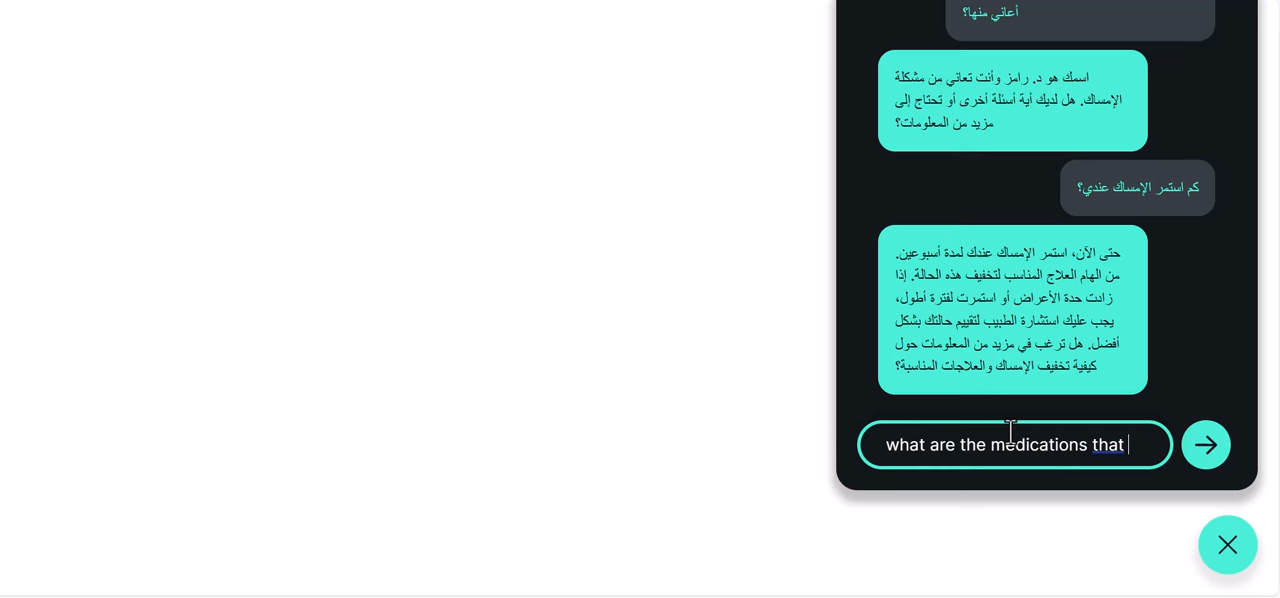 أعاني منها؟
اسمك هو د. رامز وأنت تعاني من مشكلة
الإمساك. هل لديك أية أسئلة أخرى أو تحتاج إلى
مزيد من المعلومات؟
كم استمر الإمساك عندي؟
حتى الآن، استمر الإمساك عندك لمدة أسبوعين.
من الهام العلاج المناسب لتخفيف هذه الحالة. إذا
زادت حدة الأعراض أو استمرت لفترة أطول،
يجب عليك استشارة الطبيب لتقييم حالتك بشكل
أفضل. هل ترغب في مزيد من المعلومات حول
كيفية تخفيف الإمساك والعلاجات المناسبة؟
what are the medications that